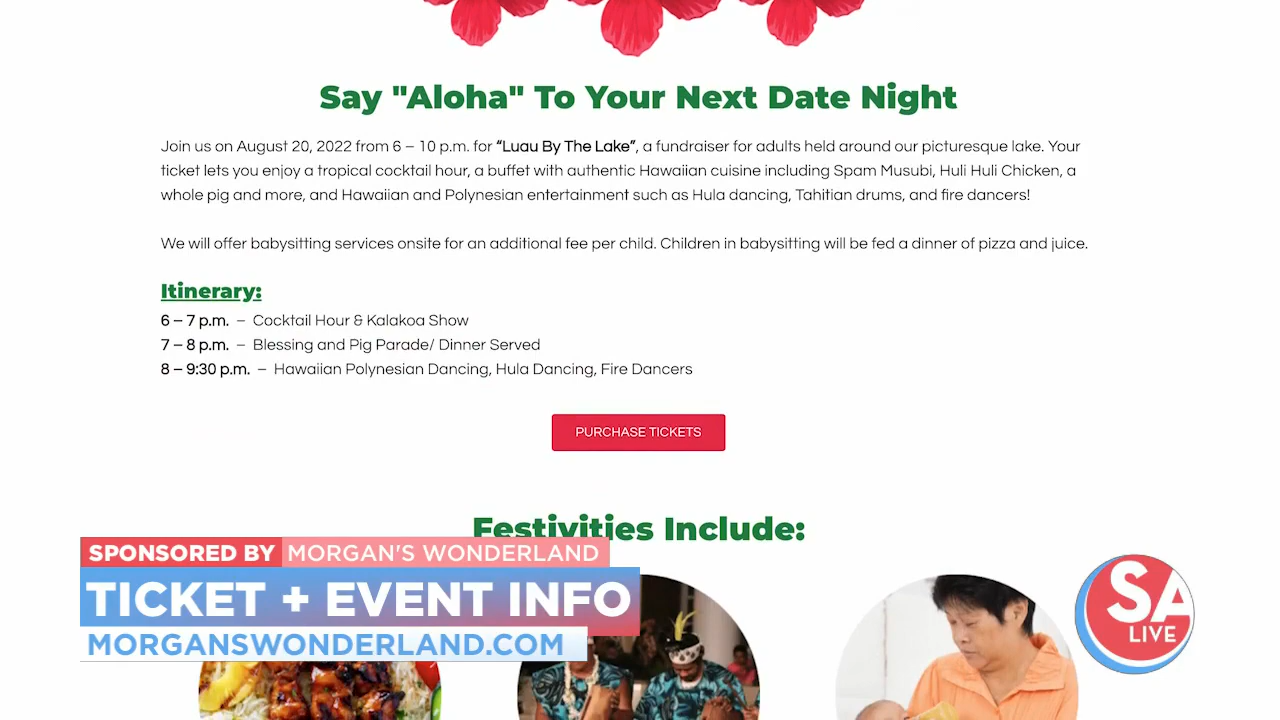 Say "Aloha" To Your Next Date Night
Join us on August 20, 2022 from 6 – 10 p.m. for “Luau By The Lake”, a fundraiser for adults held around our picturesque lake. Your
ticket lets you enjoy a tropical cocktail hour, a buffet with authentic Hawaiian cuisine including Spam Musubi, Huli Huli Chicken, a
whole pig and more, and Hawaiian and Polynesian entertainment such as Hula dancing, Tahitian drums, and fire dancers!
We will offer babysitting services onsite for an additional fee per child. Children in babysitting will be fed a dinner of pizza and juice.
Itinerary:
6 – 7 p.m. – Cocktail Hour & Kalakoa Show
7 – 8 p.m. – Blessing and Pig Parade/ Dinner Served
8 – 9:30 p.m. – Hawaiian Polynesian Dancing, Hula Dancing, Fire Dancers
PURCHASE TICKETS
Festivities Include:
SPONSORED BY MORGAN'S WONDERLAND
TICKET + EVENT INFO
MORGANSWONDERLAND.COM
SA
LIVE